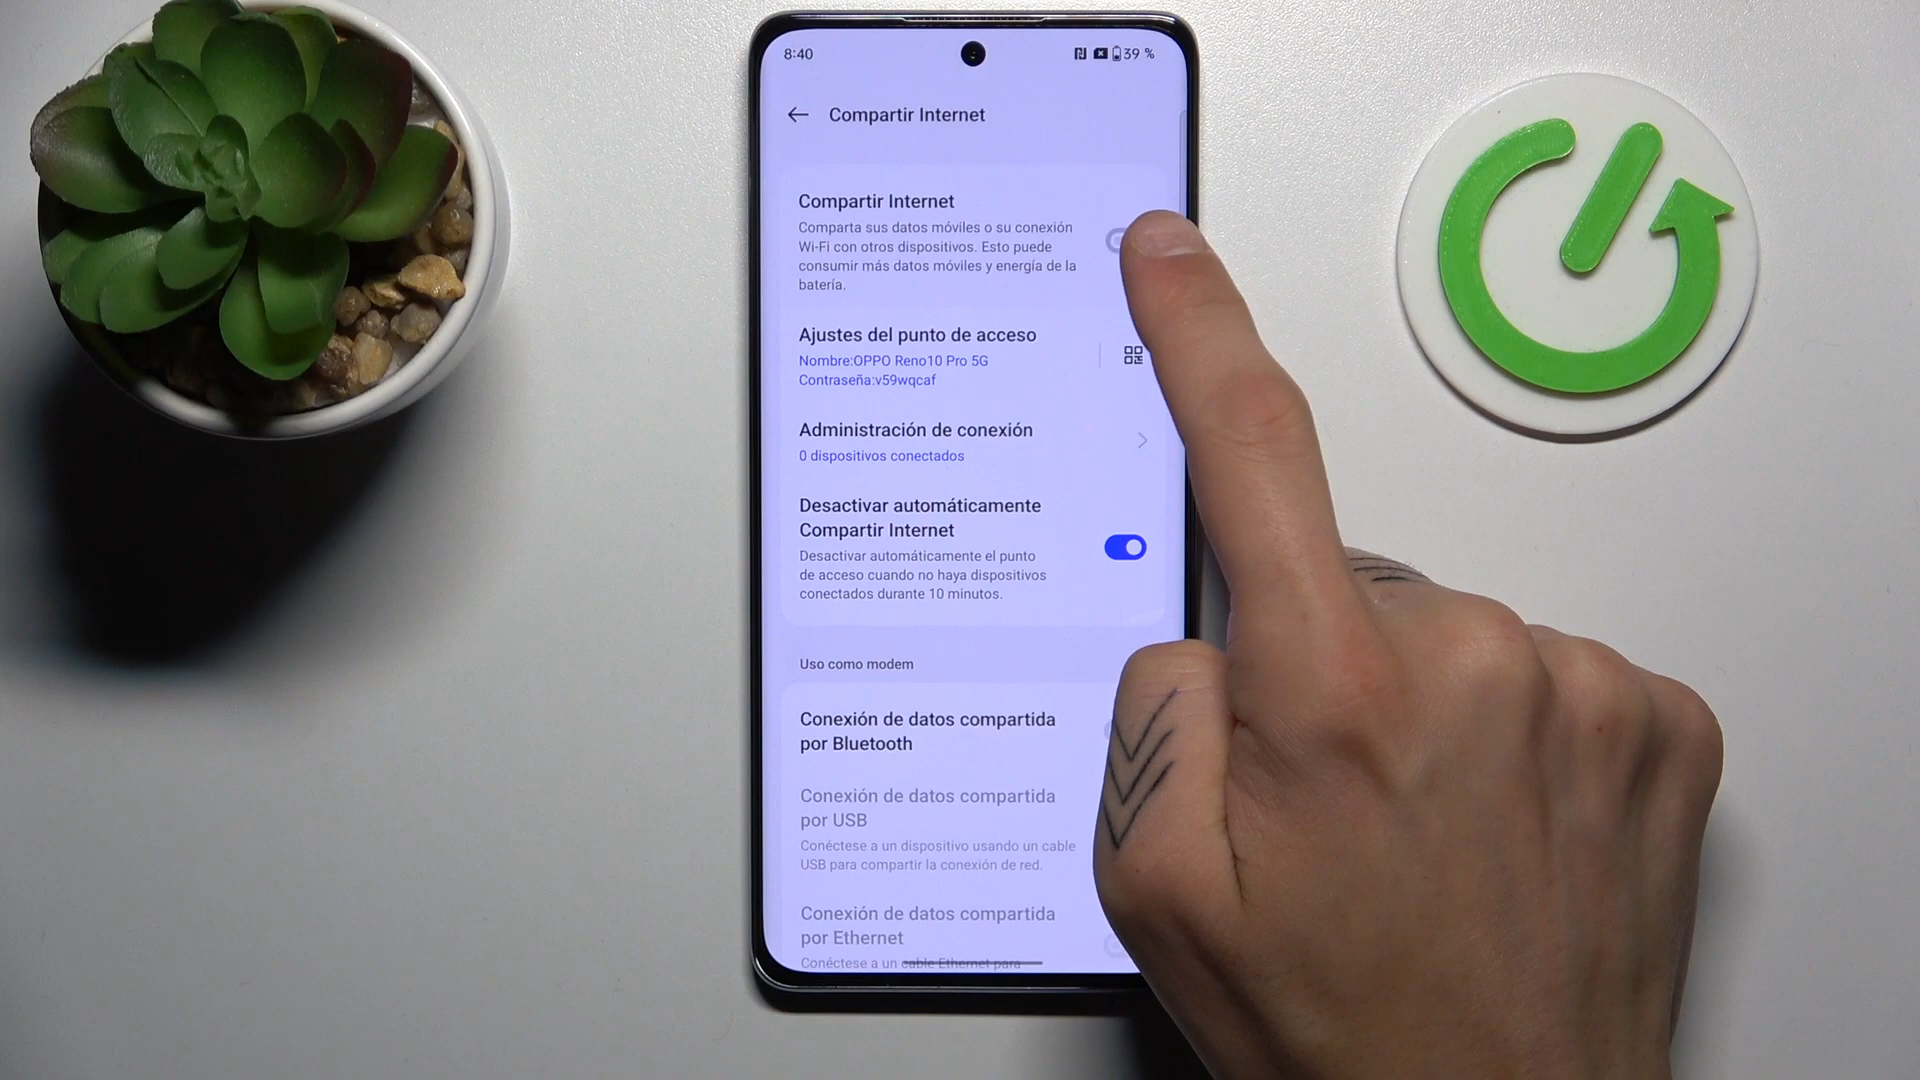 8:40
39 %
Compartir Internet
Compartir Internet
Comparta sus datos móviles o su conexión
Wi-Fi con otros dispositivos. Esto puede
consumir más datos móviles y energía de la
batería.
Ajustes del punto de acceso
Nombre:OPPO Reno10 Pro 5G
Contraseña:v59wqcaf
Administración de conexión
0 dispositivos conectados
Desactivar automáticamente
Compartir Internet
Desactivar automáticamente el punto
de acceso cuando no haya dispositivos
conectados durante 10 minutos.
Uso como modem
Conexión de datos compartida
por Bluetooth
Conexión de datos compartida
por USB
Conéctese a un dispositivo usando un cable
USB para compartir la conexión de red.
Conexión de datos compartida
por Ethernet
Conéctese a un cable Ethernet para